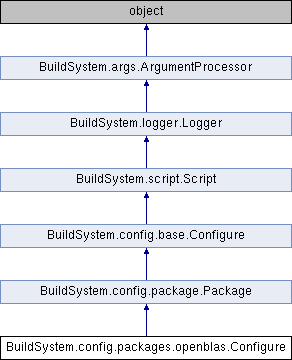 object
BuildSystem.args.ArgumentProcessor
BuildSystem.logger.Logger
BuildSystem.script.Script
BuildSystem.config.base.Configure
BuildSystem.config.package.Package
BuildSystem.config.packages.openblas.Configure